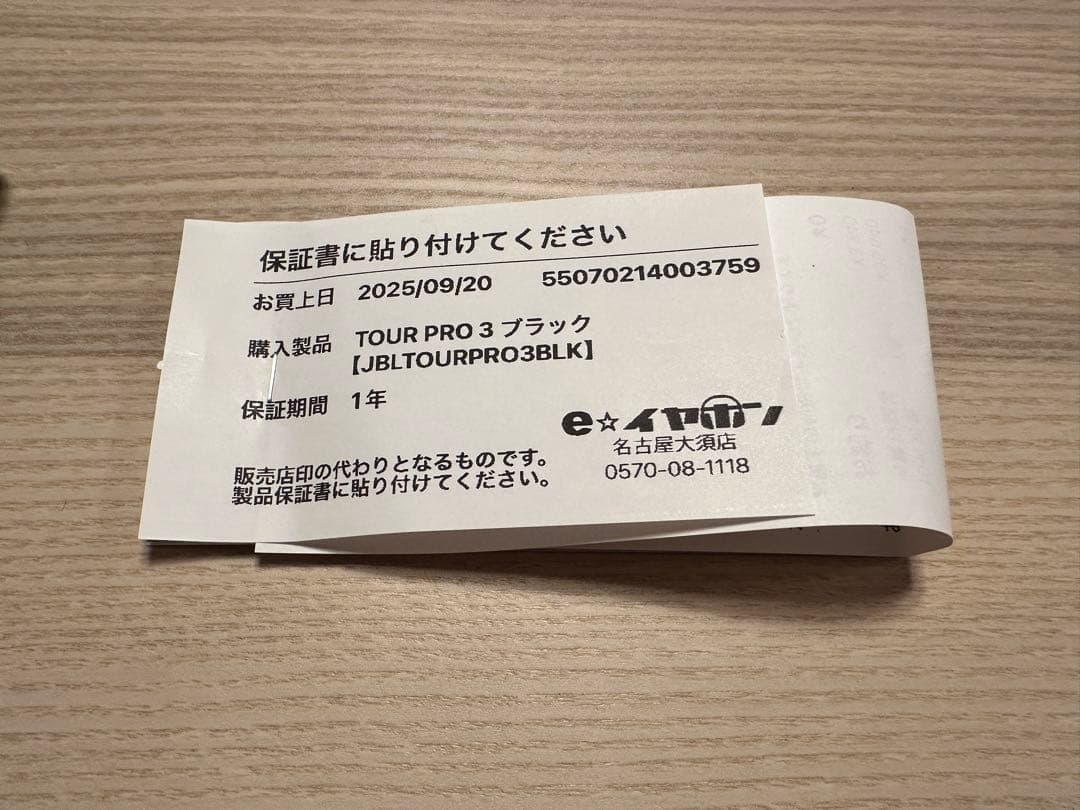 保証書に貼り付けてください
お買上日 2025/09/20 55070214003759
購入製品 TOUR PRO 3 ブラック
【JBLTOURPRO3BLK】
保証期間 1年
e☆イヤホン
名古屋大須店
0570-08-1118
販売店印の代わりとなるものです。
製品保証書に貼り付けてください。